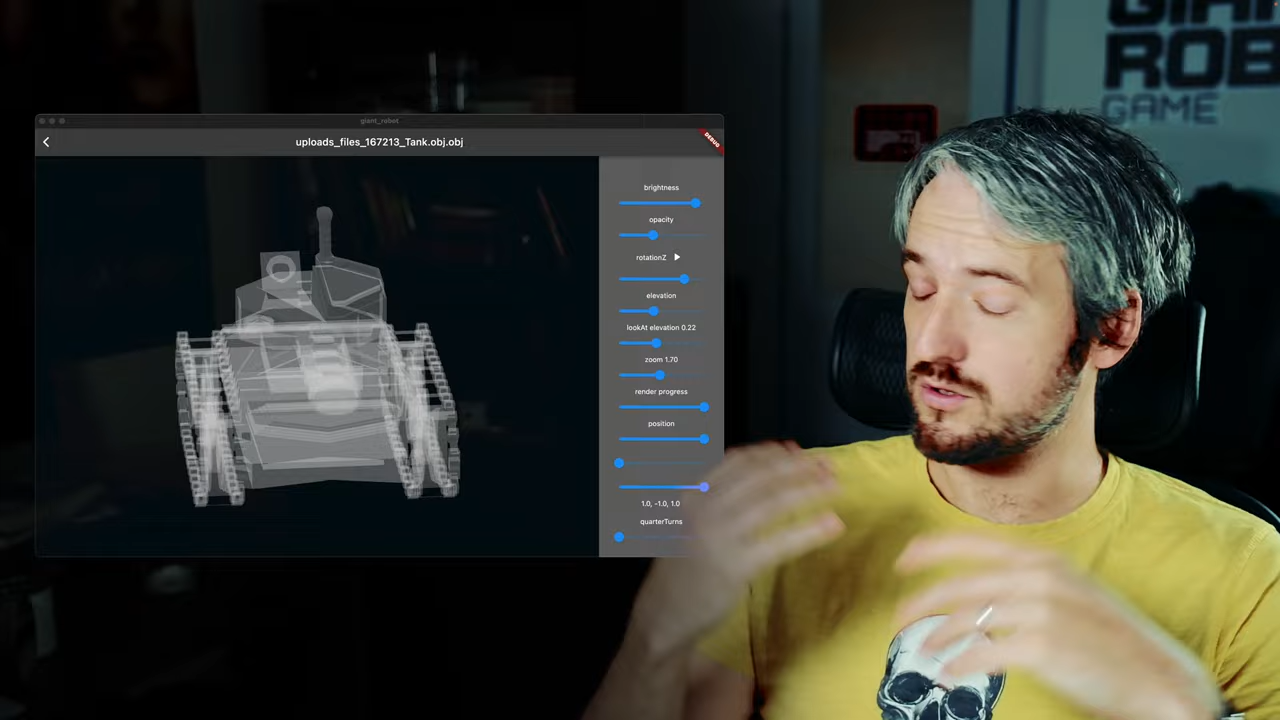 GIANT
ROB
GAME
giant_robot
uploads_files_167213_Tank.obj.obj
DEBUG
brightness
opacity
rotationZ
elevation
lookAt elevation 0.22
zoom 1.70
render progress
position
1.0, -1.0, 1.0
quarterTurns